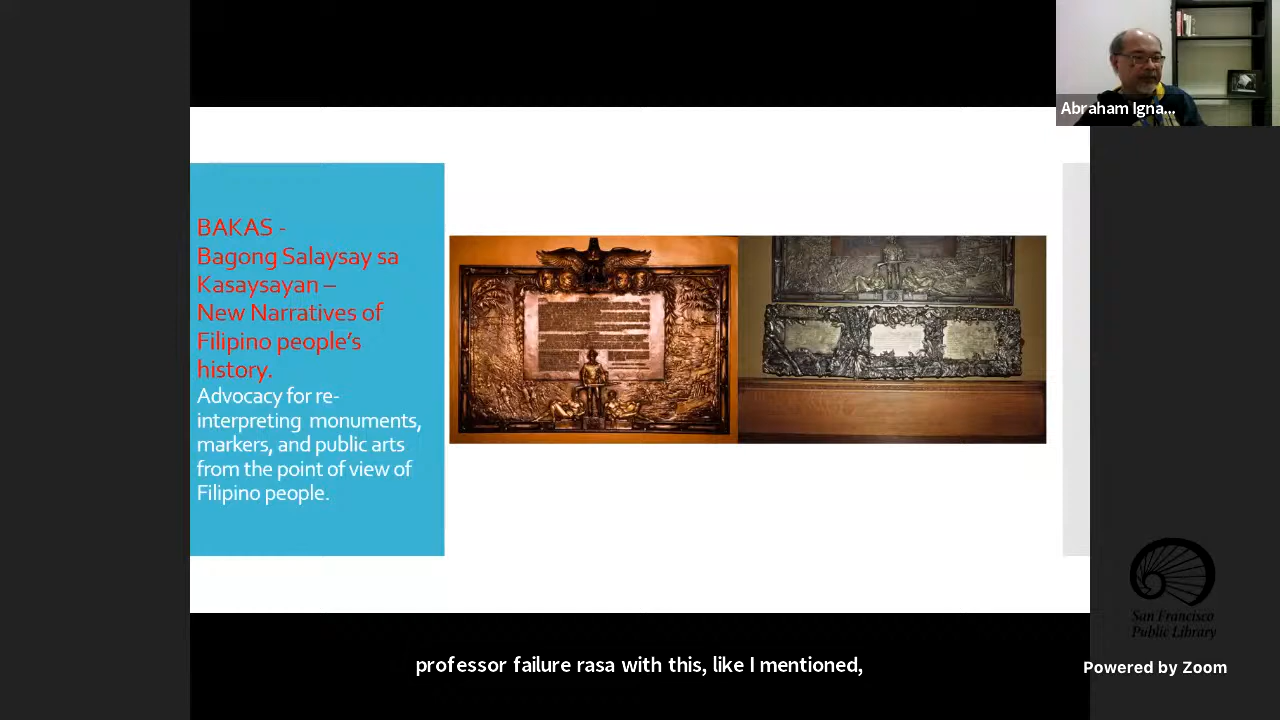 Abraham Igna...
BAKAS -
Bagong Salaysay sa
Kasaysayan –
New Narratives of
Filipino people's
history.
Advocacy for re-
interpreting monuments,
markers, and public arts
from the point of view of
Filipino people.
San Francisco
Public Library
professor failure rasa with this, like I mentioned,
Powered by Zoom